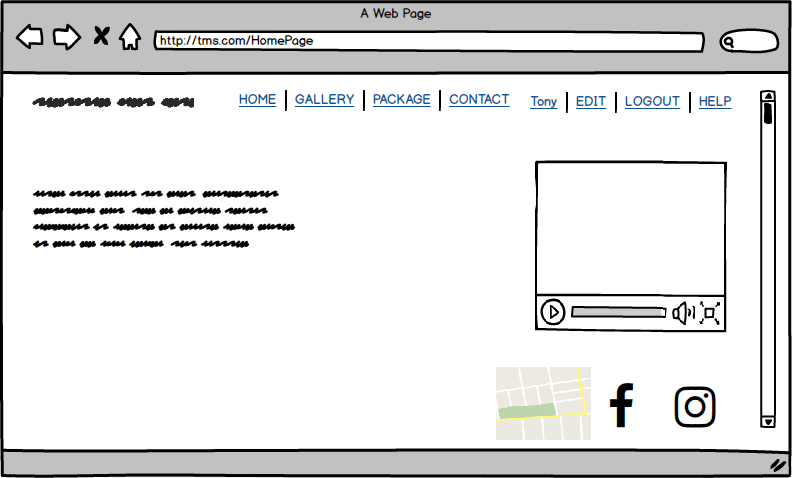 A Web Page
http://tms.com/HomePage
HOME GALLERY PACKAGE CONTACT Tony EDIT LOGOUT HELP